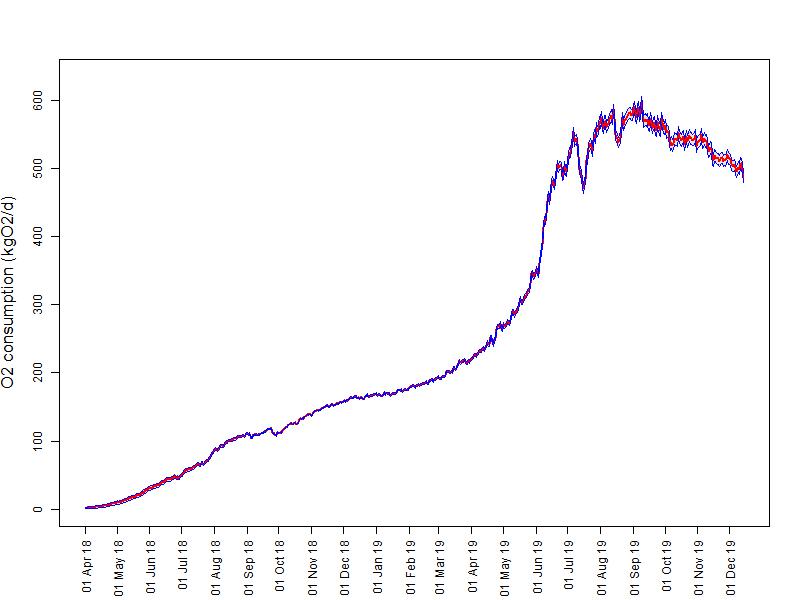 O2 consumption (kgO2/d)
600
500
400
300
200
100
0
01 Apr 18
01 May 18
01 Jun 18
01 Jul 18
01 Aug 18
01 Sep 18
01 Oct 18
01 Nov 18
01 Dec 18
01 Jan 19
01 Feb 19
01 Mar 19
01 Apr 19
01 May 19
01 Jun 19
01 Jul 19
01 Aug 19
01 Sep 19
01 Oct 19
01 Nov 19
01 Dec 19